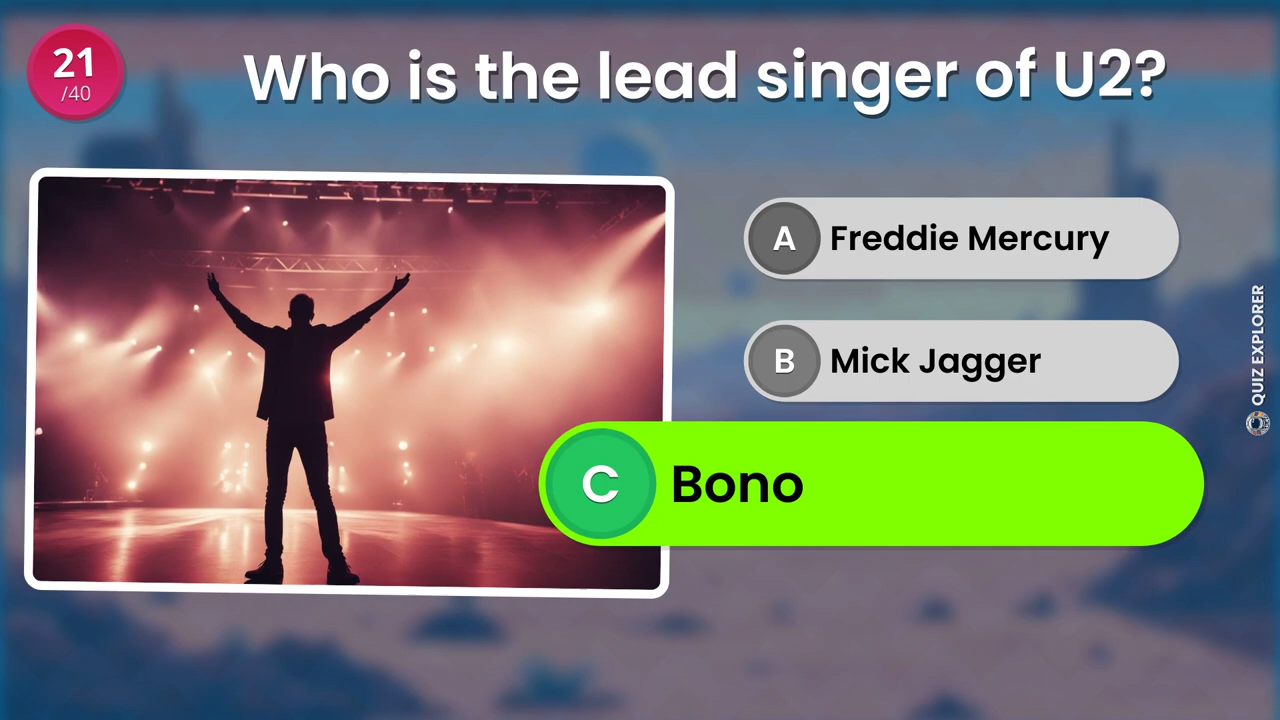 21
/40
Who is the lead singer of U2?
A Freddie Mercury
B Mick Jagger
C Bono
QUIZ EXPLORER